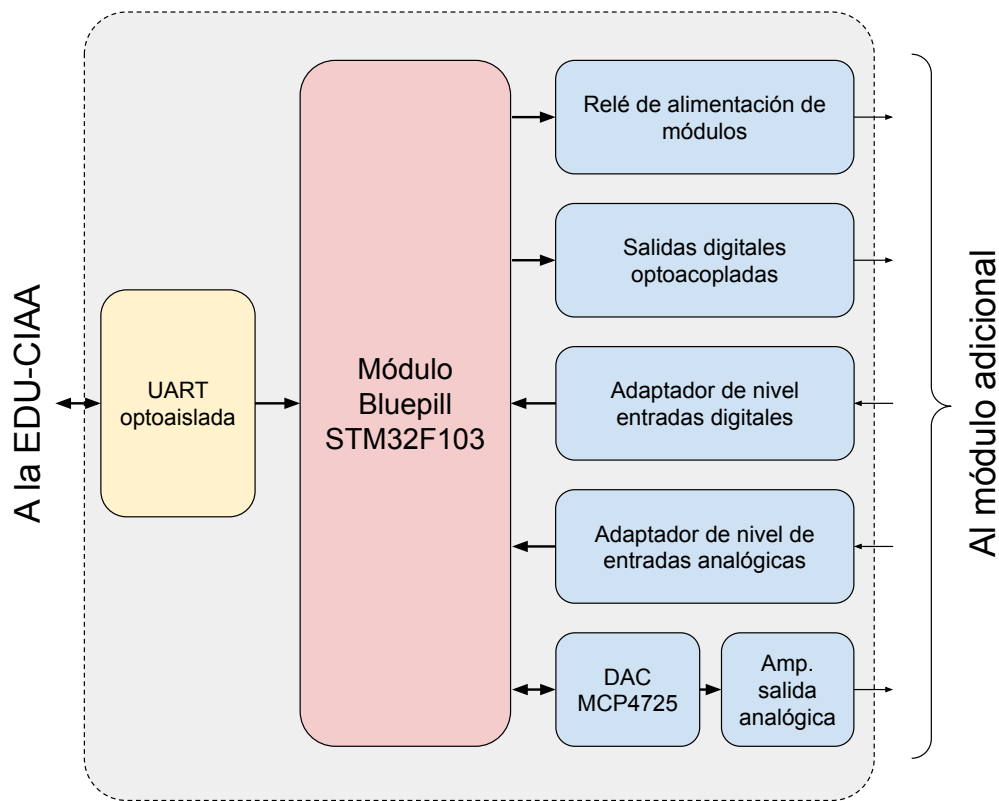 A la EDU-CIAA
UART
optoaislada
Módulo
Bluepill
STM32F103
Relé de alimentación de
módulos
Salidas digitales
optoacopladas
Adaptador de nivel
entradas digitales
Adaptador de nivel de
entradas analógicas
DAC
MCP4725
Amp.
salida
analógica
Al módulo adicional